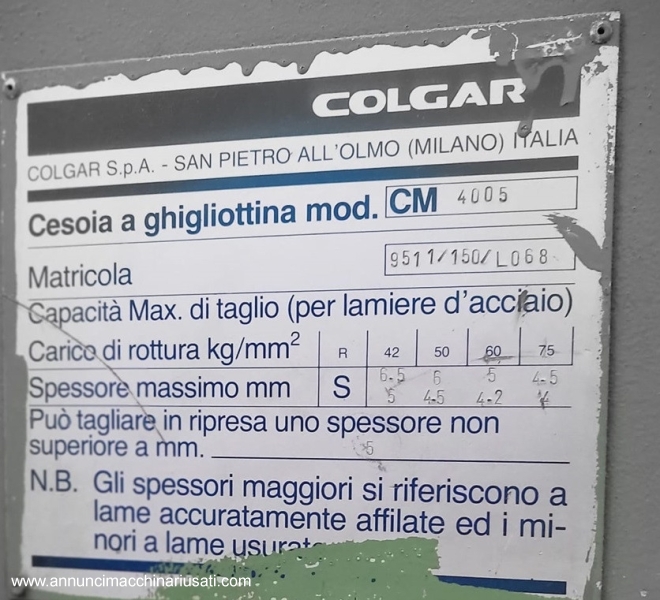 COLGAR
COLGAR S.p.A. - SAN PIETRO ALL'OLMO (MILANO) ITALIA
Cesoia a ghigliottina mod. CM 4005
Matricola 9511/150/L068
Capacità Max. di taglio (per lamiere d'acciaio)
Carico di rottura kg/mm² R 42 50 60 75
Spessore massimo mm S 6.5 6 5 4.5
5 4.5 4.2 4
Può tagliare in ripresa uno spessore non
superiore a mm. 5
N.B. Gli spessori maggiori si riferiscono a
lame accuratamente affilate ed i mi-
nori a lame usurate
www.annuncimacchinariusati.com